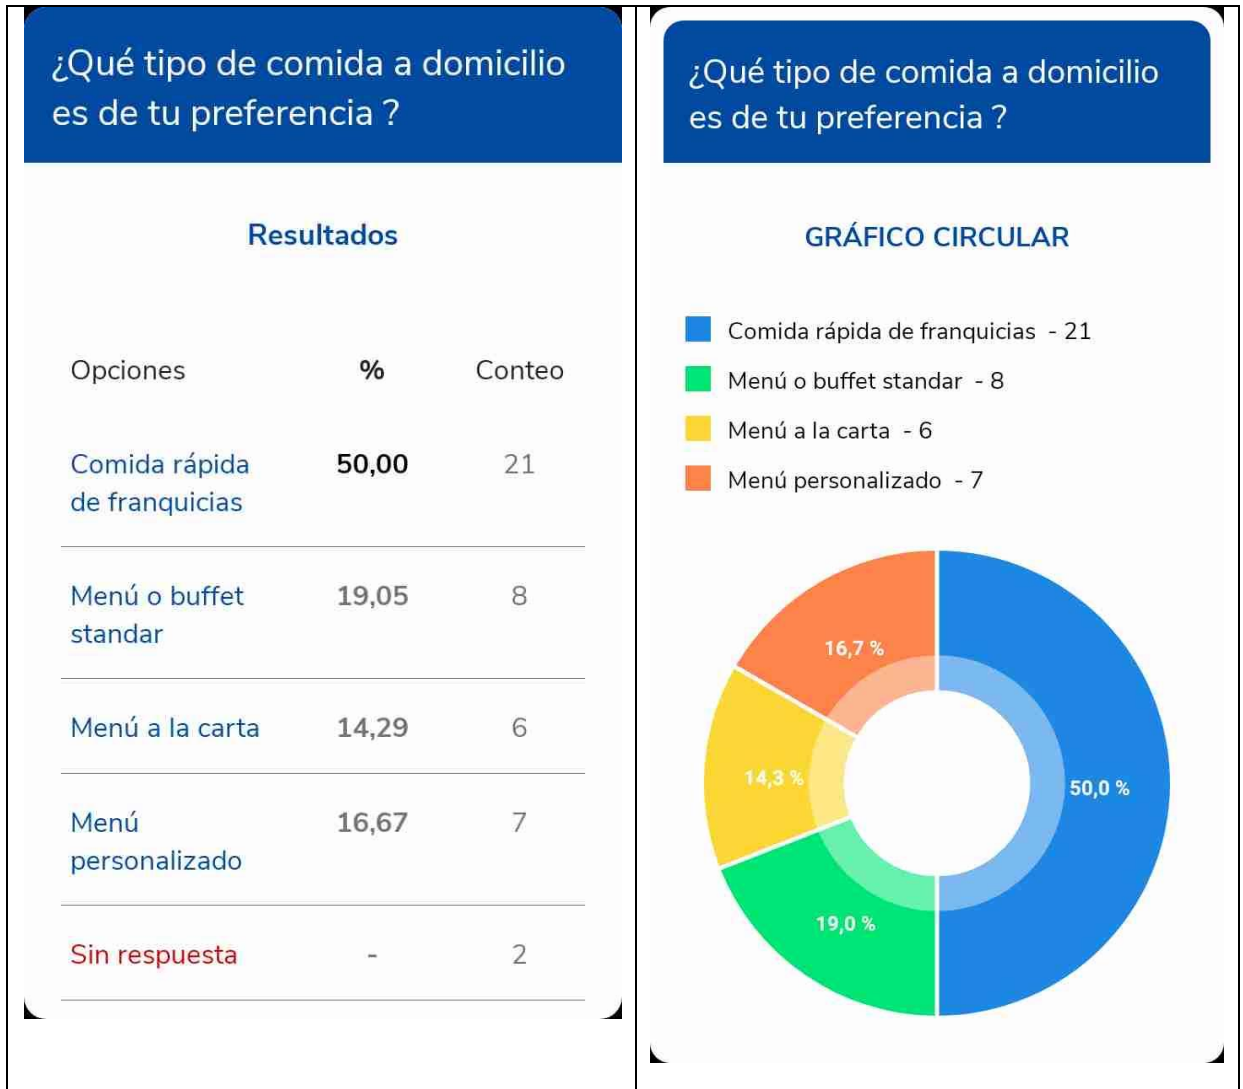 ¿Qué tipo de comida a domicilio
es de tu preferencia ?
Resultados
Opciones % Conteo
Comida rápida 50,00 21
de franquicias
Menú o buffet 19,05 8
standar
Menú a la carta 14,29 6
Menú 16,67 7
personalizado
Sin respuesta - 2
¿Qué tipo de comida a domicilio
es de tu preferencia ?
GRÁFICO CIRCULAR
Comida rápida de franquicias - 21
Menú o buffet standar - 8
Menú a la carta - 6
Menú personalizado - 7
16,7 %
14,3 %
50,0 %
19,0 %